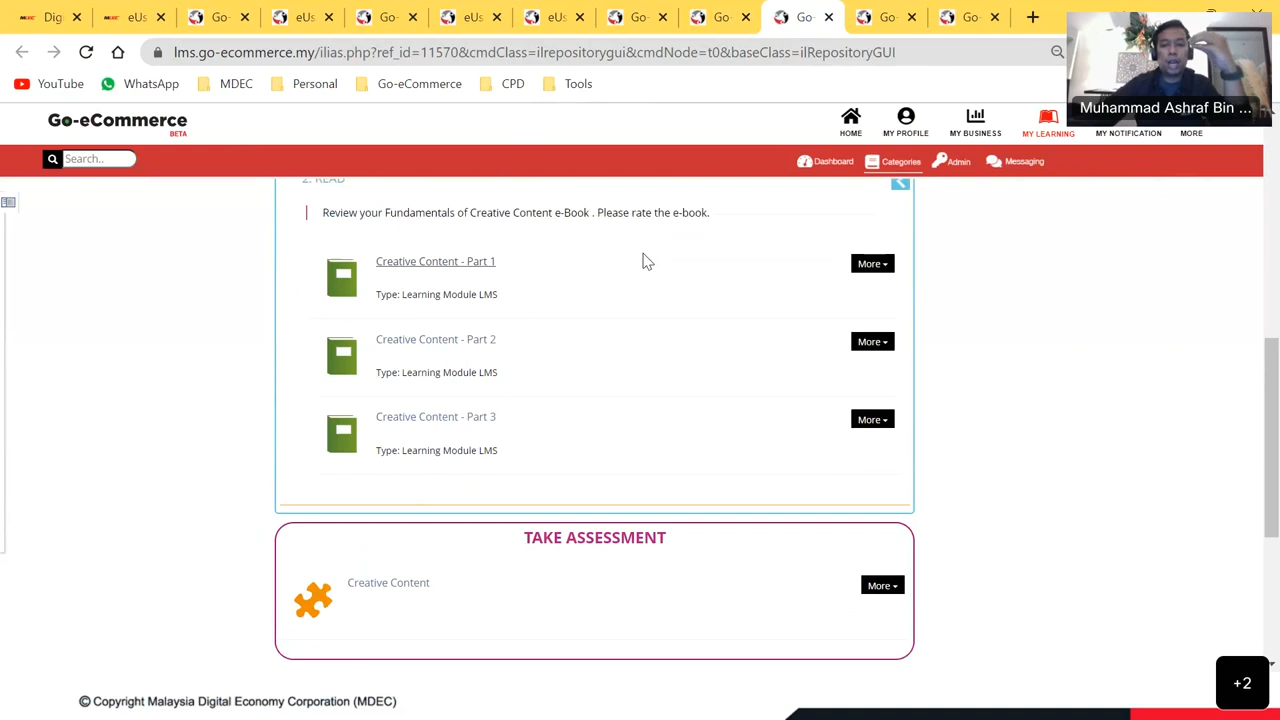 Dig
eUs
Go-
eUs
Go-
eUs
eUs
Go-
Go-
Go-
Go-
Go-
lms.go-ecommerce.my/ilias.php?ref_id=11570&cmdClass=ilrepositorygui&cmdNode=t0&baseClass=ilRepositoryGUI
YouTube
WhatsApp
MDEC
Personal
Go-eCommerce
CPD
Tools
Muhammad Ashraf Bin ...
Go-eCommerce
BETA
HOME
MY PROFILE
MY BUSINESS
MY LEARNING
MY NOTIFICATION
MORE
Search..
Dashboard
Categories
Admin
Messaging
2. READ
Review your Fundamentals of Creative Content e-Book . Please rate the e-book.
Creative Content - Part 1
More
Type: Learning Module LMS
Creative Content - Part 2
More
Type: Learning Module LMS
Creative Content - Part 3
More
Type: Learning Module LMS
TAKE ASSESSMENT
Creative Content
More
+2
© Copyright Malaysia Digital Economy Corporation (MDEC)